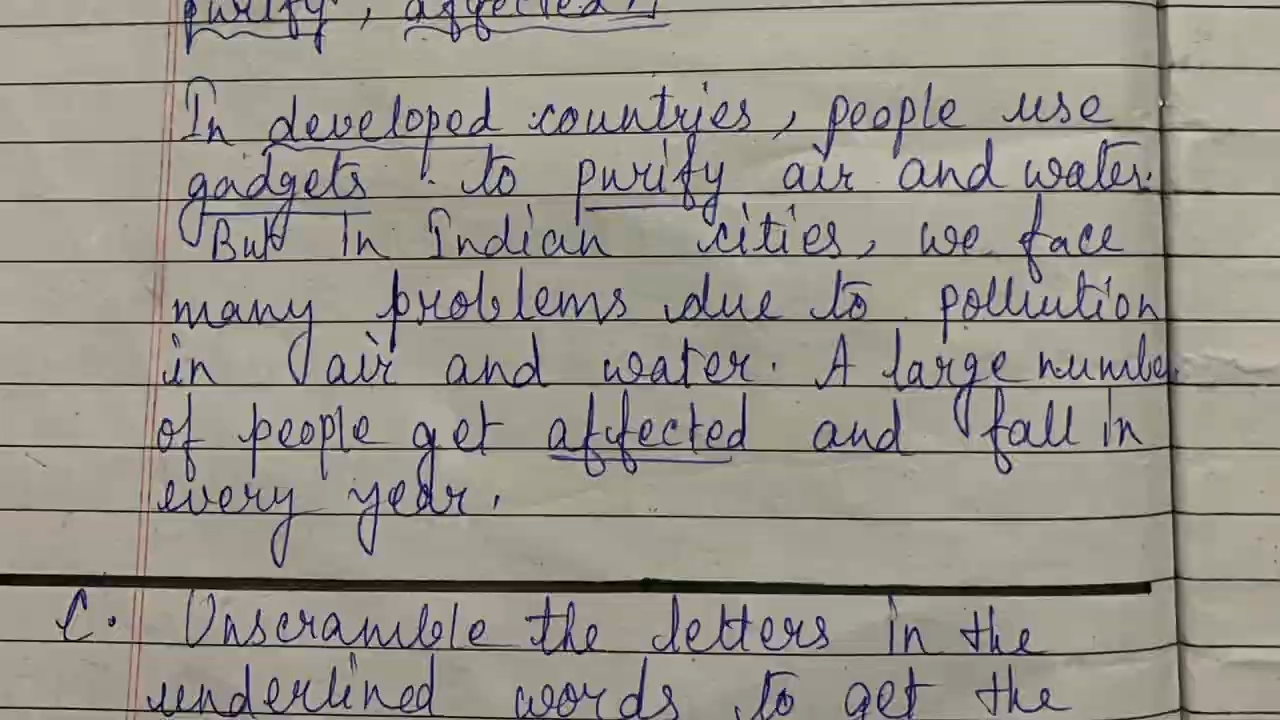 purify, affected.
In developed countries, people use
gadgets to purify air and water.
But in Indian cities, we face
many problems due to pollution
in air and water. A large number
of people get affected and fall in
every year.
C. Unscramble the letters in the
underlined words to get the